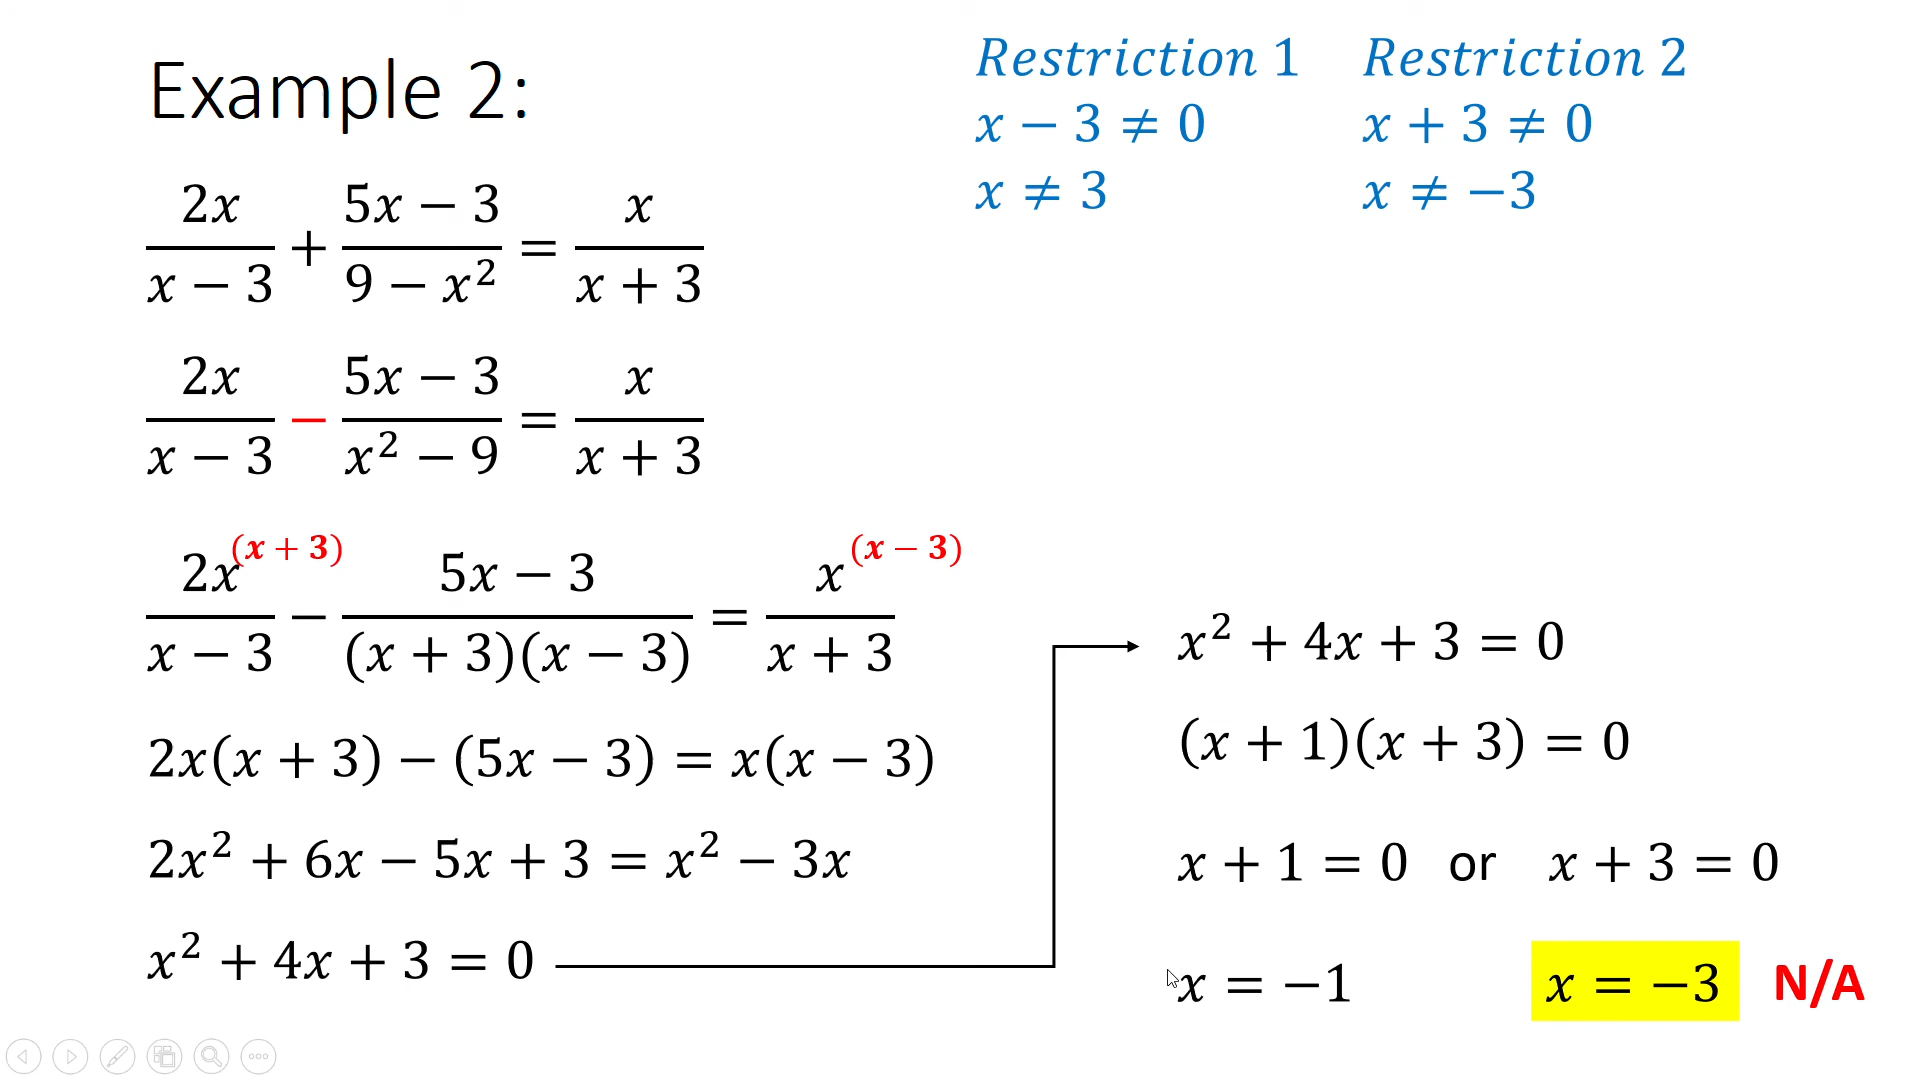 Example 2:
Restriction 1
x − 3 ≠ 0
x ≠ 3
Restriction 2
x + 3 ≠ 0
x ≠ −3
2x/(x − 3) + (5x − 3)/(9 − x²) = x/(x + 3)
2x/(x − 3) − (5x − 3)/(x² − 9) = x/(x + 3)
2x^(x + 3)/(x − 3) − (5x − 3)/((x + 3)(x − 3)) = x^(x − 3)/(x + 3)
2x(x + 3) − (5x − 3) = x(x − 3)
2x² + 6x − 5x + 3 = x² − 3x
x² + 4x + 3 = 0
x² + 4x + 3 = 0
(x + 1)(x + 3) = 0
x + 1 = 0 or x + 3 = 0
x = −1 x = −3 N/A